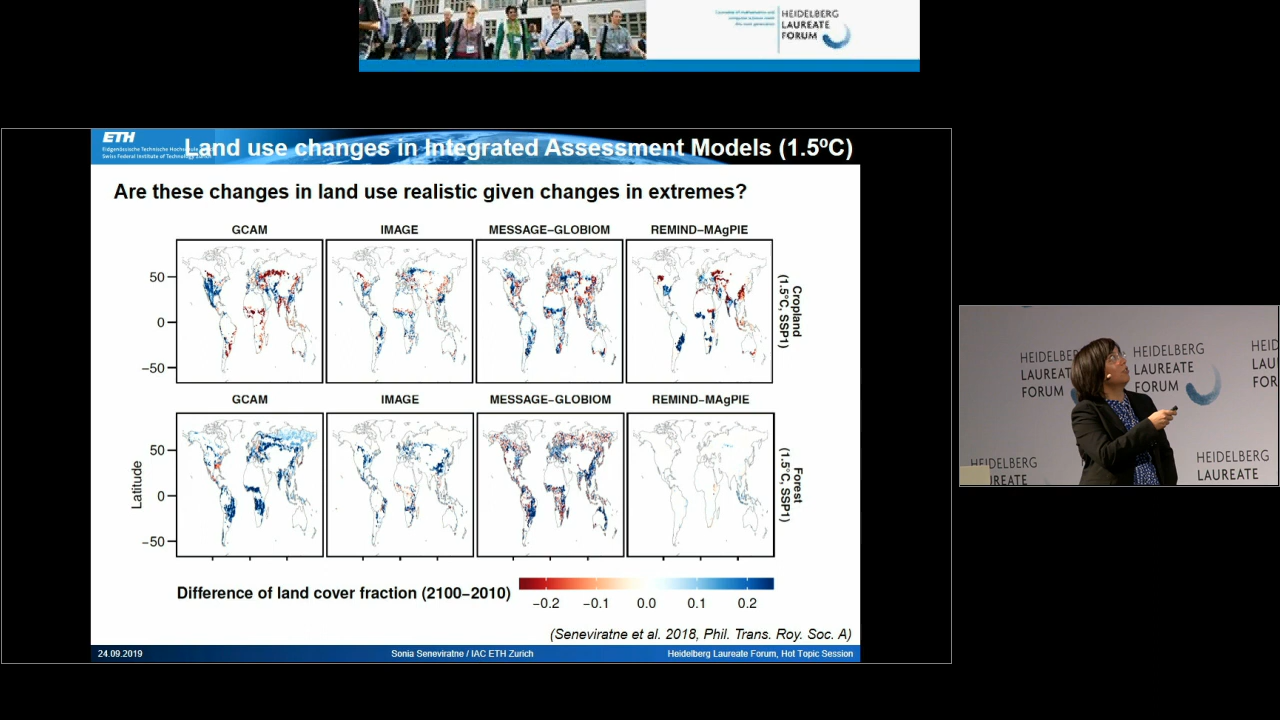 HEIDELBERG
LAUREATE
FORUM
ETH
Land use changes in Integrated Assessment Models (1.5ºC)
Eidgenössische Technische
Swiss Federal Institute of Technology Zurich
Are these changes in land use realistic given changes in extremes?
GCAM IMAGE MESSAGE−GLOBIOM REMIND−MAgPIE
50
0
−50
Cropland
(1.5°C, SSP1)
GCAM IMAGE MESSAGE−GLOBIOM REMIND−MAgPIE
Latitude
50
0
−50
Forest
(1.5°C, SSP1)
Difference of land cover fraction (2100−2010)
−0.2 −0.1 0.0 0.1 0.2
(Seneviratne et al. 2018, Phil. Trans. Roy. Soc. A)
24.09.2019 Sonia Seneviratne / IAC ETH Zurich Heidelberg Laureate Forum, Hot Topic Session
HEIDELBERG
LAUREATE
FORUM
HEIDELBERG
LAUREATE
FORUM
HEID
LAU
FOR
HEIDELBERG
UREATE
HEIDELBERG
LAUREATE